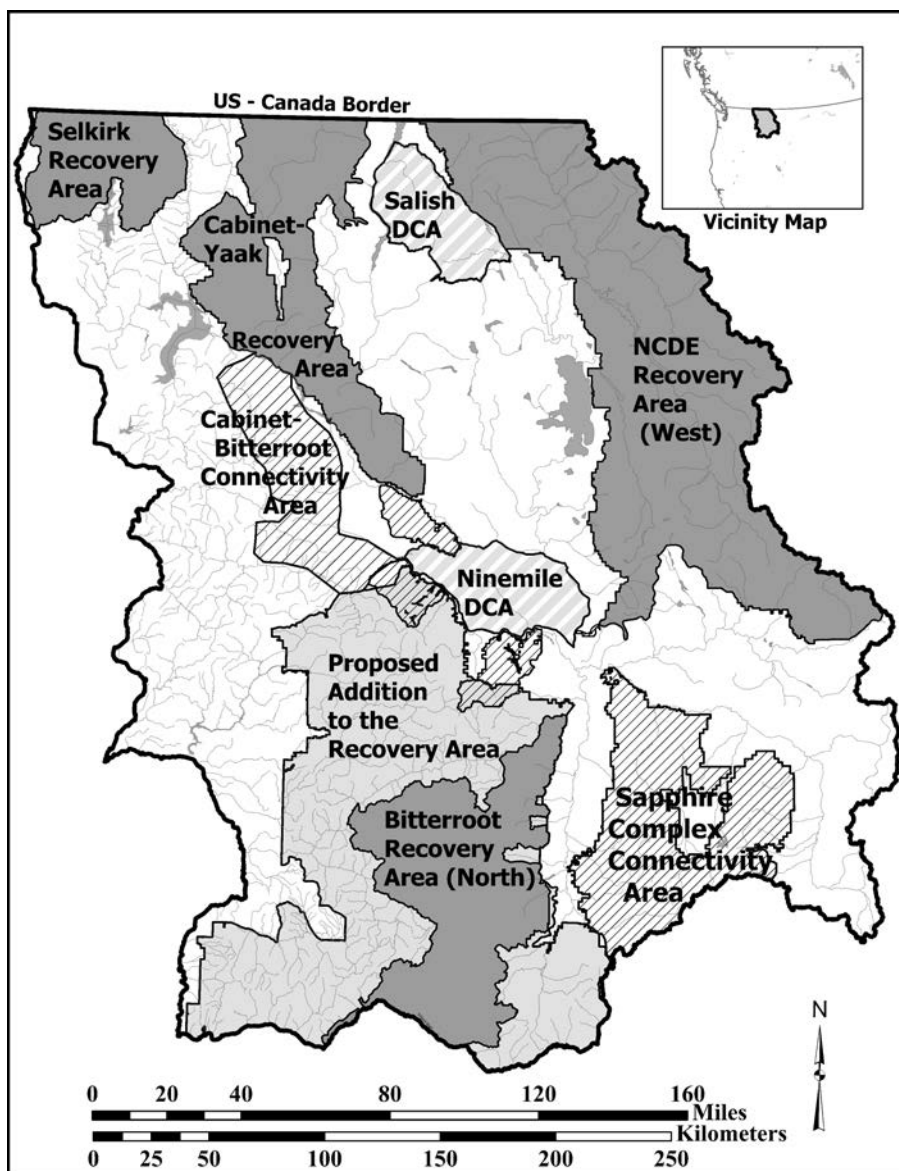 US - Canada Border
Selkirk
Recovery
Area
Cabinet-
Yaak
Recovery
Area
Salish
DCA
Vicinity Map
NCDE
Recovery
Area
(West)
Cabinet-
Bitterroot
Connectivity
Area
Ninemile
DCA
Proposed
Addition
to the
Recovery Area
Bitterroot
Recovery
Area (North)
Sapphire
Complex
Connectivity
Area
N
0 20 40 80 120 160
Miles
Kilometers
0 25 50 100 150 200 250